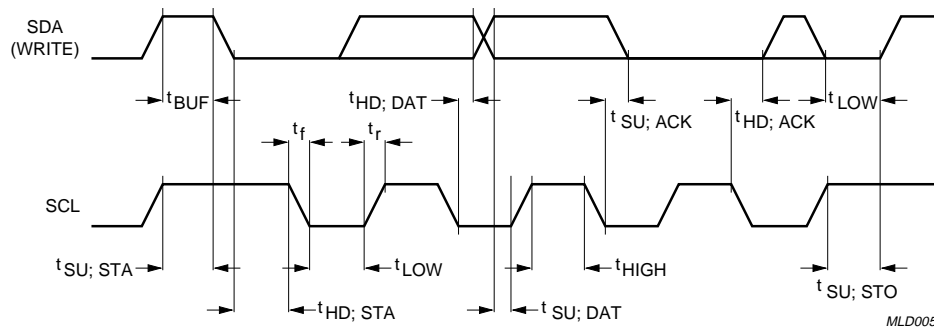 SDA
(WRITE)
tBUF
tHD; DAT
tSU; ACK
tHD; ACK
tLOW
tf
tr
SCL
tSU; STA
tLOW
tHIGH
tSU; STO
tHD; STA
tSU; DAT
MLD005